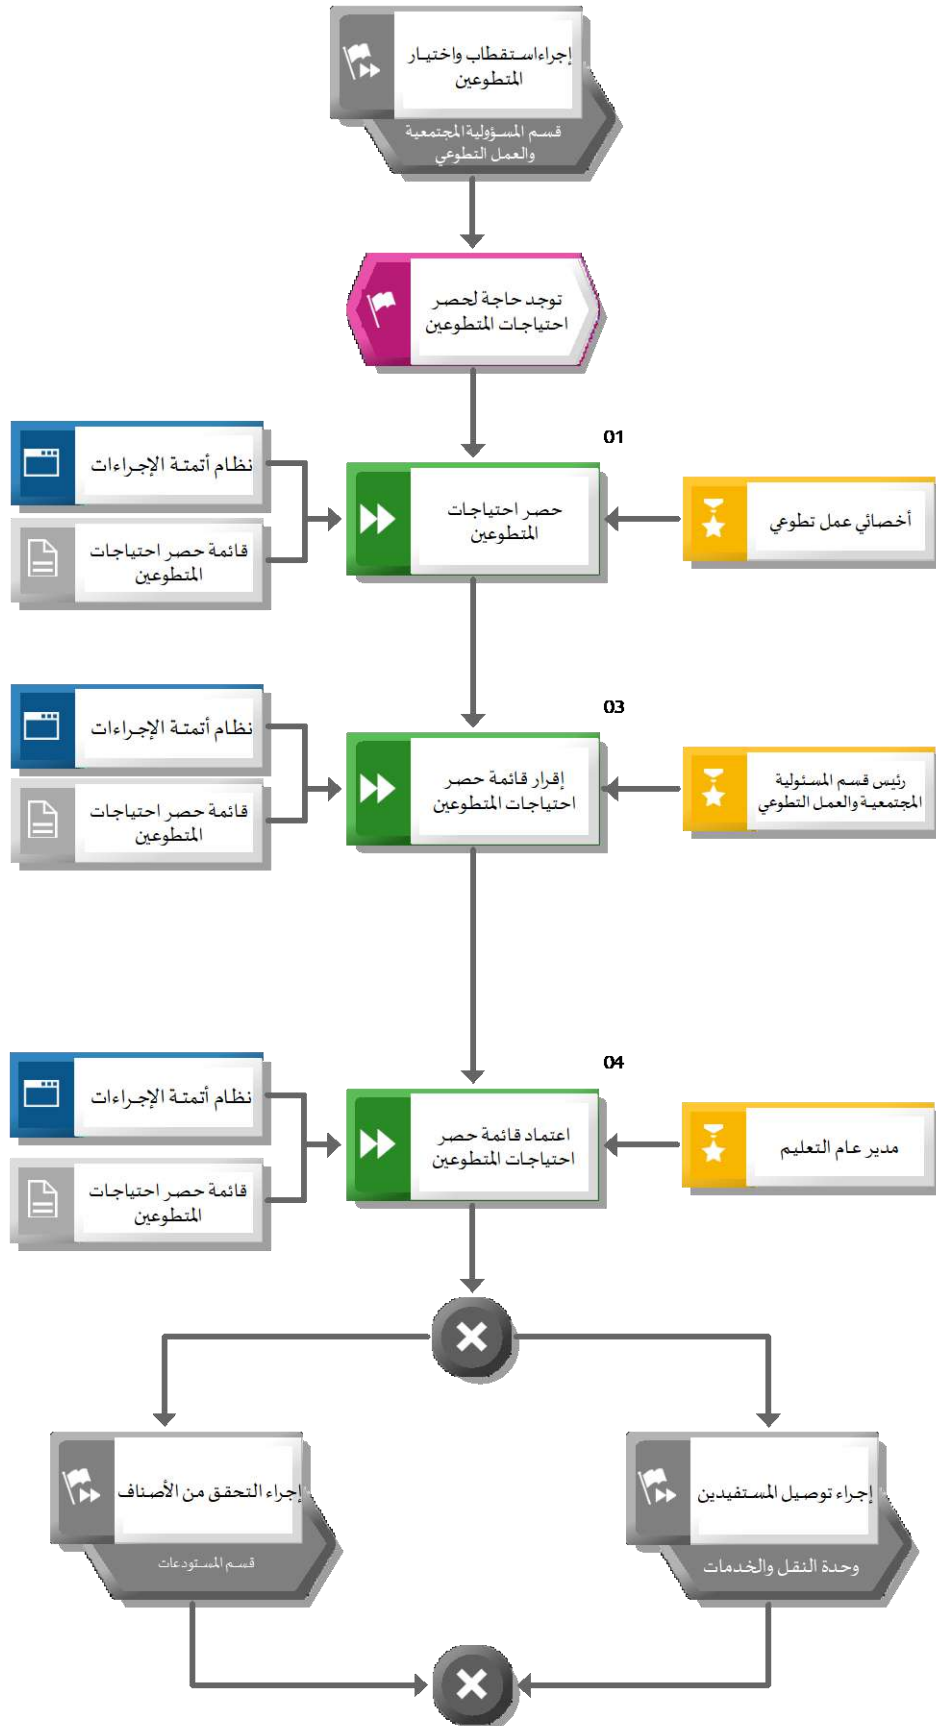 إجراء استقطاب واختيار
المتطوعين
قسم المسؤولية المجتمعية
والعمل التطوعي
توجد حاجة لحصر
احتياجات المتطوعين
01
أخصائي عمل تطوعي
حصر احتياجات
المتطوعين
نظام أتمتة الإجراءات
قائمة حصر احتياجات
المتطوعين
03
رئيس قسم المسئولية
المجتمعية والعمل التطوعي
إقرار قائمة حصر
احتياجات المتطوعين
نظام أتمتة الإجراءات
قائمة حصر احتياجات
المتطوعين
04
مدير عام التعليم
اعتماد قائمة حصر
احتياجات المتطوعين
نظام أتمتة الإجراءات
قائمة حصر احتياجات
المتطوعين
إجراء توصيل المستفيدين
وحدة النقل والخدمات
إجراء التحقق من الأصناف
قسم المستودعات